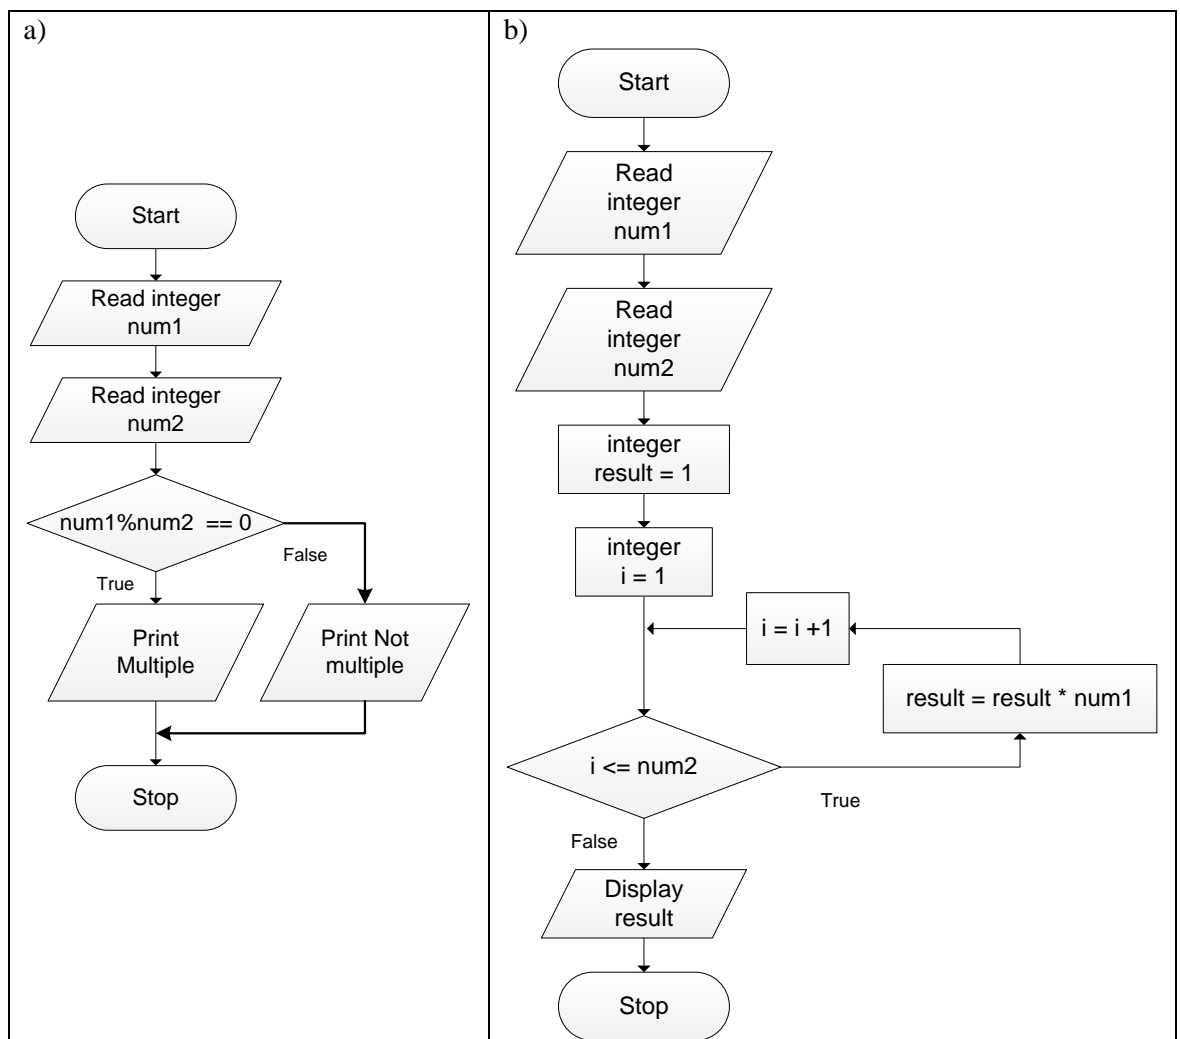 a)
Start
Read integer
num1
Read integer
num2
num1%num2  == 0
False
True
Print
Multiple
Print Not
multiple
Stop
b)
Start
Read
integer
num1
Read
integer
num2
integer
result = 1
integer
i = 1
i = i +1
result = result * num1
i <= num2
True
False
Display
result
Stop